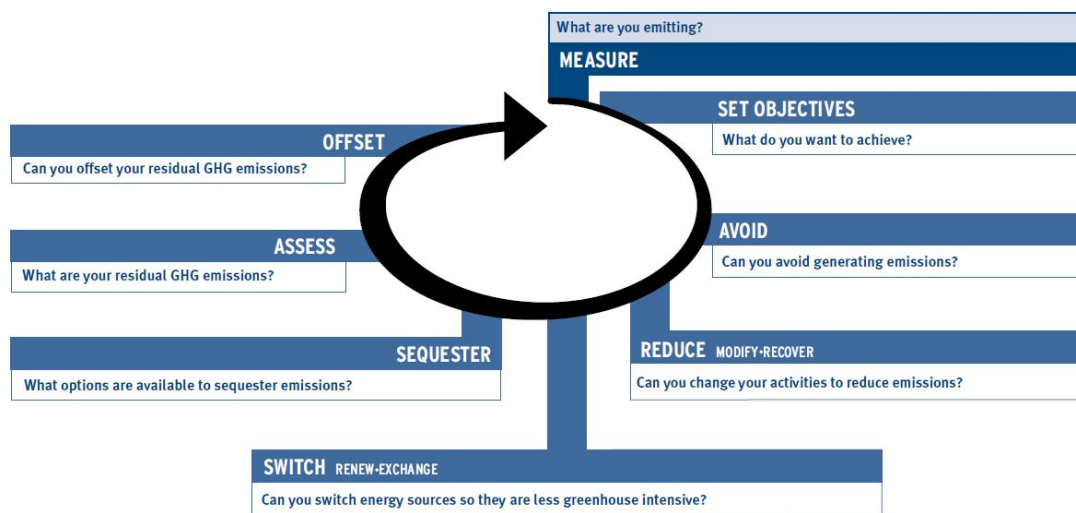 What are you emitting?
MEASURE
SET OBJECTIVES
What do you want to achieve?
AVOID
Can you avoid generating emissions?
REDUCE MODIFY·RECOVER
Can you change your activities to reduce emissions?
SWITCH RENEW-EXCHANGE
Can you switch energy sources so they are less greenhouse intensive?
SEQUESTER
What options are available to sequester emissions?
ASSESS
What are your residual GHG emissions?
OFFSET
Can you offset your residual GHG emissions?